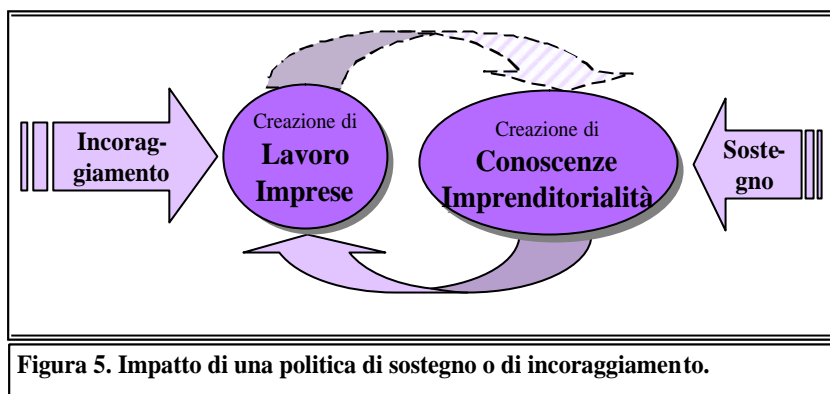 Incorag-
giamento
Creazione di
Lavoro
Imprese
Creazione di
Conoscenze
Imprenditorialità
Soste-
gno
Figura 5. Impatto di una politica di sostegno o di incoraggiamento.